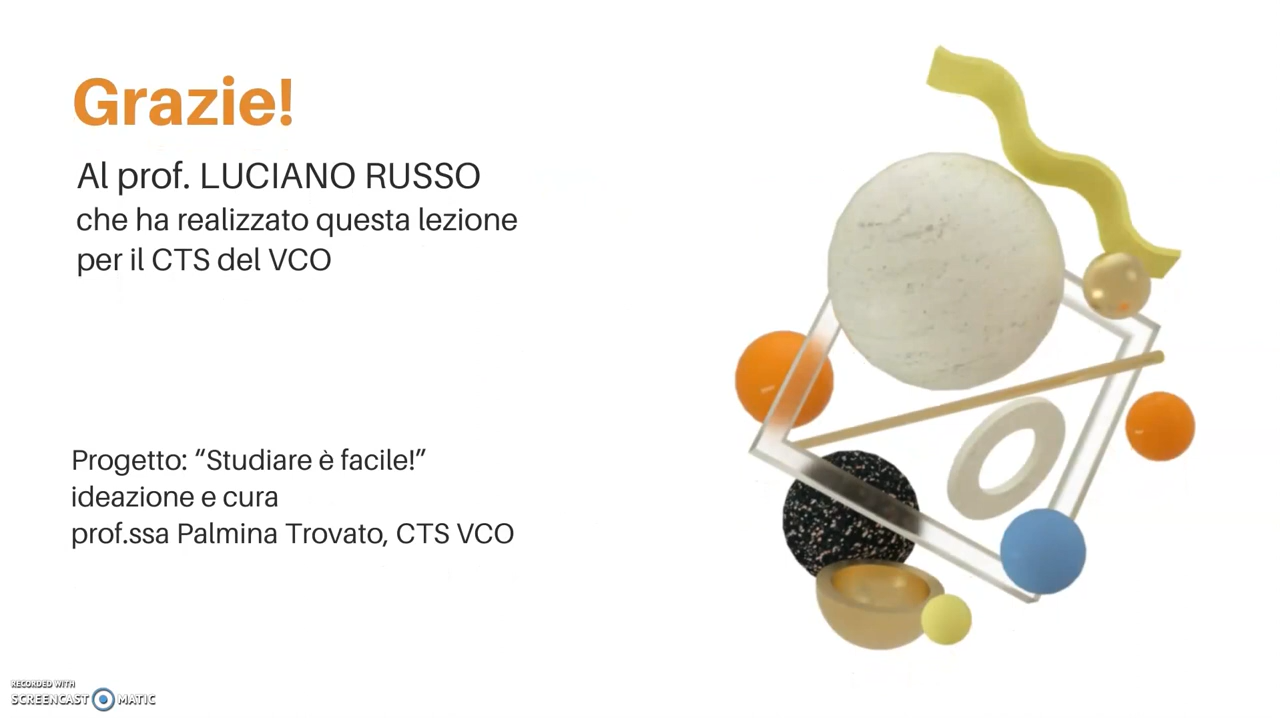 Grazie!
Al prof. LUCIANO RUSSO
che ha realizzato questa lezione
per il CTS del VCO
Progetto: “Studiare è facile!”
ideazione e cura
prof.ssa Palmina Trovato, CTS VCO
RECORDED WITH
SCREENCAST MATIC